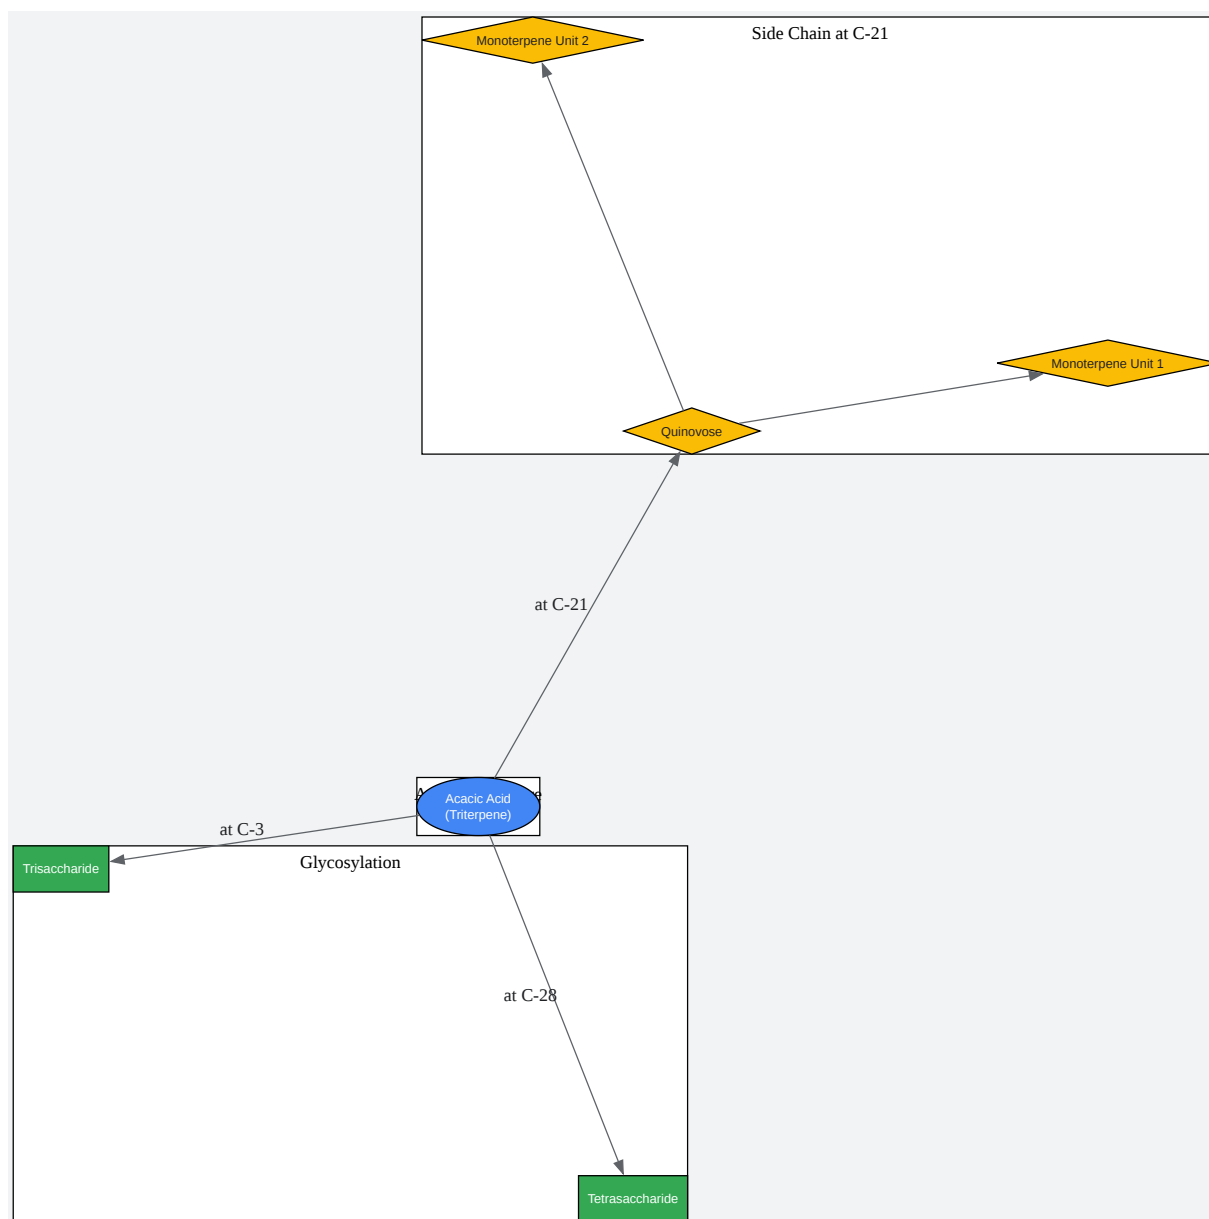 Monoterpene Unit 2
Side Chain at C-21
Monoterpene Unit 1
Quinovose
at C-21
Acacic Acid
(Triterpene)
at C-3
Trisaccharide
Glycosylation
at C-28
Tetrasaccharide